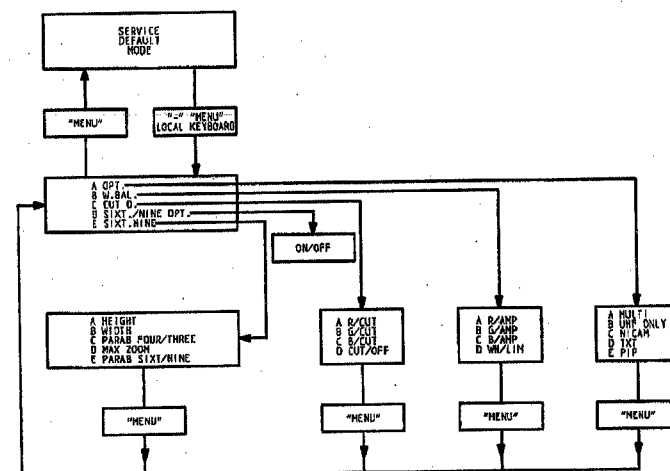 SERVICE
DEFAULT
MODE
"MENU"
"-" "MENU"
LOCAL KEYBOARD
A OPT.
B W.BAL.
C CUT O.
D SIXT./NINE OPT.
E SIXT.NINE
ON/OFF
A HEIGHT
B WIDTH
C PARAB FOUR/THREE
D MAX ZOOM
E PARAB SIXT/NINE
A R/CUT
B G/CUT
C B/CUT
D CUT/OFF
A R/AMP
B G/AMP
C B/AMP
D WH/LIN
A MULTI
B UHF ONLY
C NICAM
D TXT
E PIP
"MENU"
"MENU"
"MENU"
"MENU"